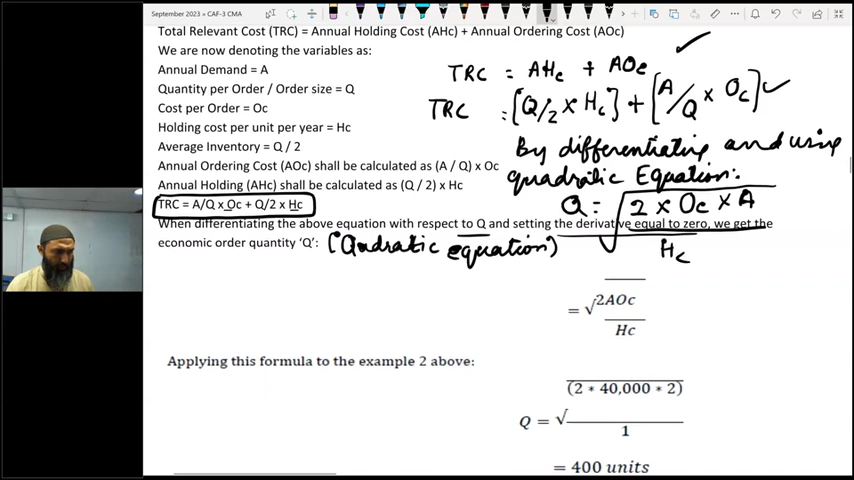 September 2023 » CAF-3 CMA
Total Relevant Cost (TRC) = Annual Holding Cost (AHc) + Annual Ordering Cost (AOc)
We are now denoting the variables as:
Annual Demand = A
Quantity per Order / Order size = Q
Cost per Order = Oc
Holding cost per unit per year = Hc
Average Inventory = Q / 2
Annual Ordering Cost (AOc) shall be calculated as (A / Q) x Oc
Annual Holding (AHc) shall be calculated as (Q / 2) x Hc
TRC = A/Q x Oc + Q/2 x Hc
When differentiating the above equation with respect to Q and setting the derivative equal to zero, we get the
economic order quantity ‘Q’:
(Quadratic equation)
TRC = AHc + AOc
TRC = [Q/2 x Hc] + [A/Q x Oc]
By differentiating and using
quadratic Equation:
Q = √2 x Oc x A
Hc
= √2AOc
Hc
Applying this formula to the example 2 above:
(2 * 40,000 * 2)
Q = √
1
= 400 units